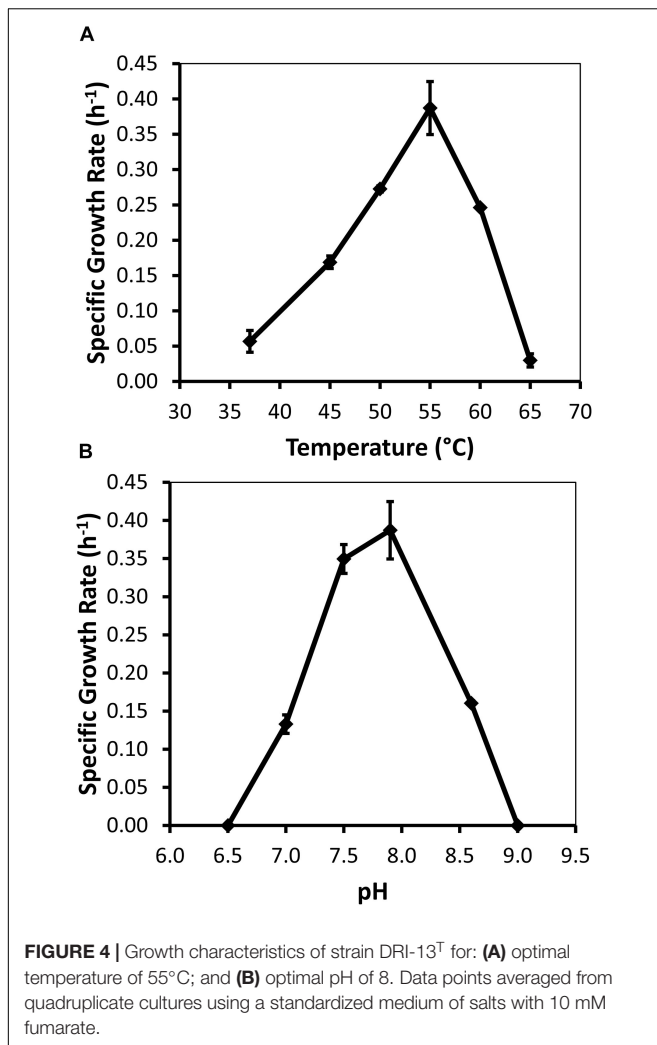 A
Specific Growth Rate (h⁻¹)
0.45
0.40
0.35
0.30
0.25
0.20
0.15
0.10
0.05
0.00
30 35 40 45 50 55 60 65 70
Temperature (°C)
B
Specific Growth Rate (h⁻¹)
0.45
0.40
0.35
0.30
0.25
0.20
0.15
0.10
0.05
0.00
6.0 6.5 7.0 7.5 8.0 8.5 9.0 9.5
pH
FIGURE 4 | Growth characteristics of strain DRI-13ᵀ for: (A) optimal
temperature of 55°C; and (B) optimal pH of 8. Data points averaged from
quadruplicate cultures using a standardized medium of salts with 10 mM
fumarate.